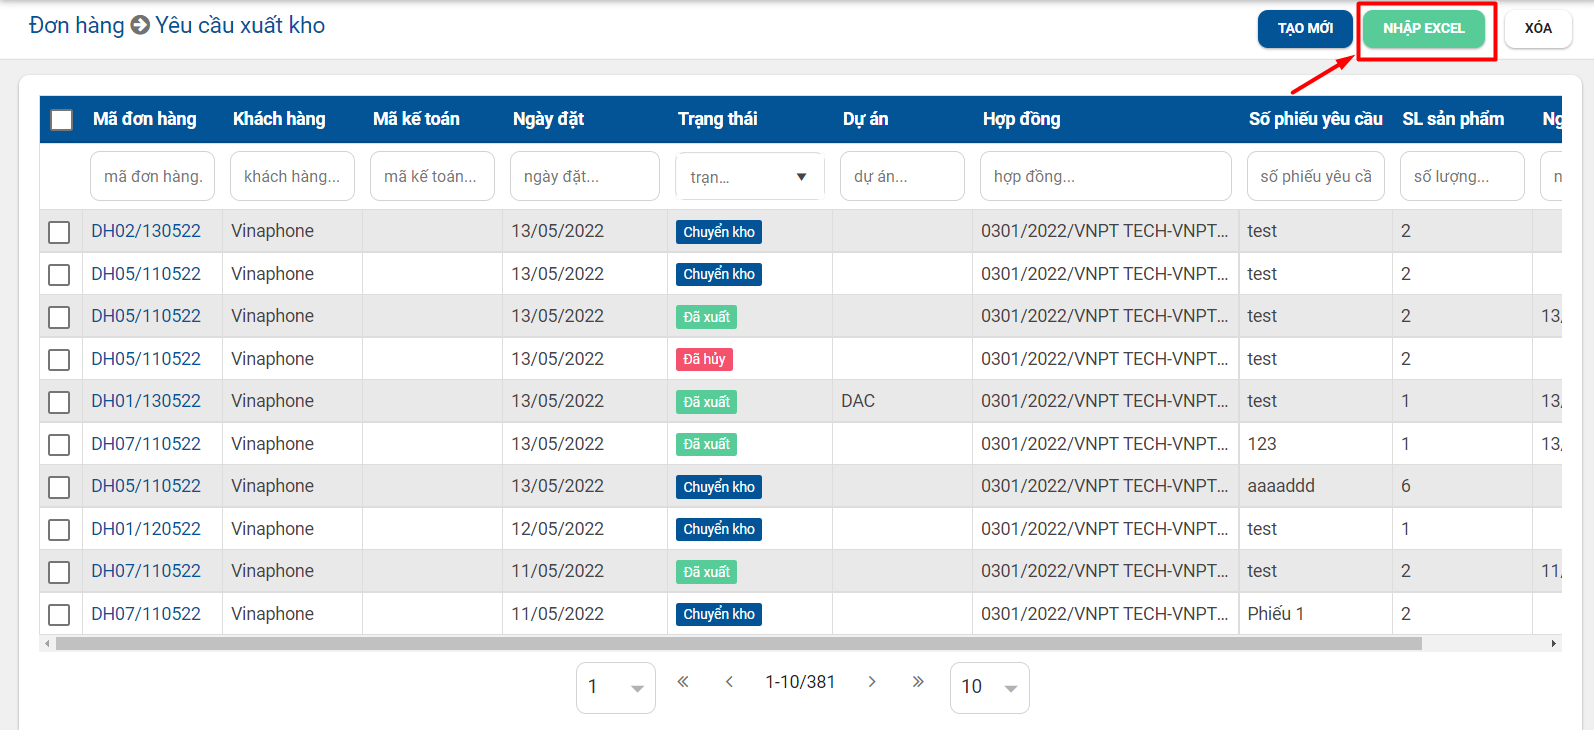 Đơn hàng Yêu cầu xuất kho
TẠO MỚI NHẬP EXCEL XÓA
Mã đơn hàng Khách hàng Mã kế toán Ngày đặt Trạng thái Dự án Hợp đồng Số phiếu yêu cầu SL sản phẩm Ng
mã đơn hàng. khách hàng... mã kế toán... ngày đặt... trạn... dự án... hợp đồng... số phiếu yêu cầ số lượng... n
DH02/130522 Vinaphone 13/05/2022 Chuyển kho 0301/2022/VNPT TECH-VNPT... test 2
DH05/110522 Vinaphone 13/05/2022 Chuyển kho 0301/2022/VNPT TECH-VNPT... test 2
DH05/110522 Vinaphone 13/05/2022 Đã xuất 0301/2022/VNPT TECH-VNPT... test 2 13/
DH05/110522 Vinaphone 13/05/2022 Đã hủy 0301/2022/VNPT TECH-VNPT... test 2
DH01/130522 Vinaphone 13/05/2022 Đã xuất DAC 0301/2022/VNPT TECH-VNPT... test 1 13/
DH07/110522 Vinaphone 13/05/2022 Đã xuất 0301/2022/VNPT TECH-VNPT... 123 1 13/
DH05/110522 Vinaphone 13/05/2022 Chuyển kho 0301/2022/VNPT TECH-VNPT... aaaaddd 6
DH01/120522 Vinaphone 12/05/2022 Chuyển kho 0301/2022/VNPT TECH-VNPT... test 1
DH07/110522 Vinaphone 11/05/2022 Đã xuất 0301/2022/VNPT TECH-VNPT... test 2 11/
DH07/110522 Vinaphone 11/05/2022 Chuyển kho 0301/2022/VNPT TECH-VNPT... Phiếu 1 2
1 « ‹ 1-10/381 › » 10